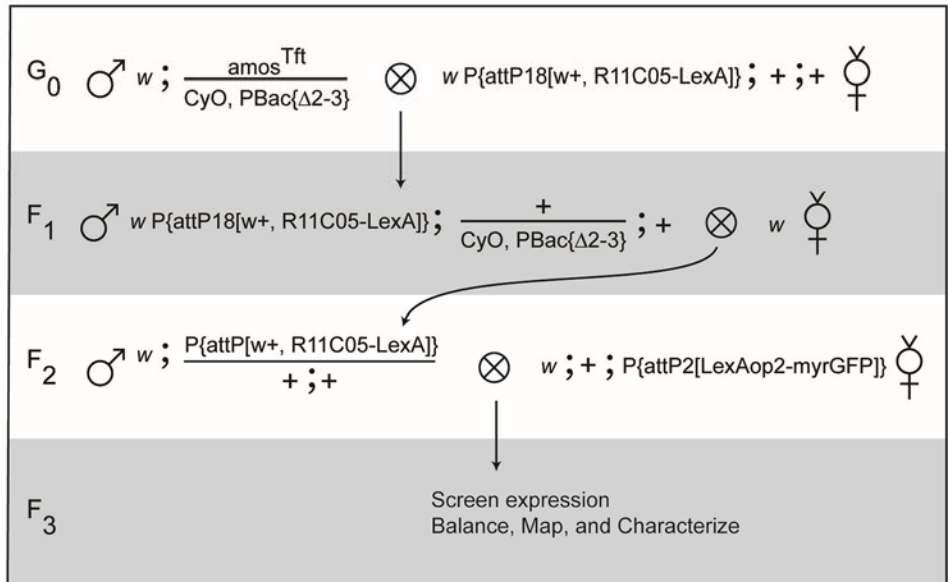 G0 ♂ w ; amosTft / CyO, PBac{Δ2-3} ⊗ w P{attP18[w+, R11C05-LexA]} ; + ; +
F1 ♂ w P{attP18[w+, R11C05-LexA]} ; + / CyO, PBac{Δ2-3} ; + ⊗ w
F2 ♂ w ; P{attP[w+, R11C05-LexA]} / + ; + ⊗ w ; + ; P{attP2[LexAop2-myrGFP]}
F3
Screen expression
Balance, Map, and Characterize